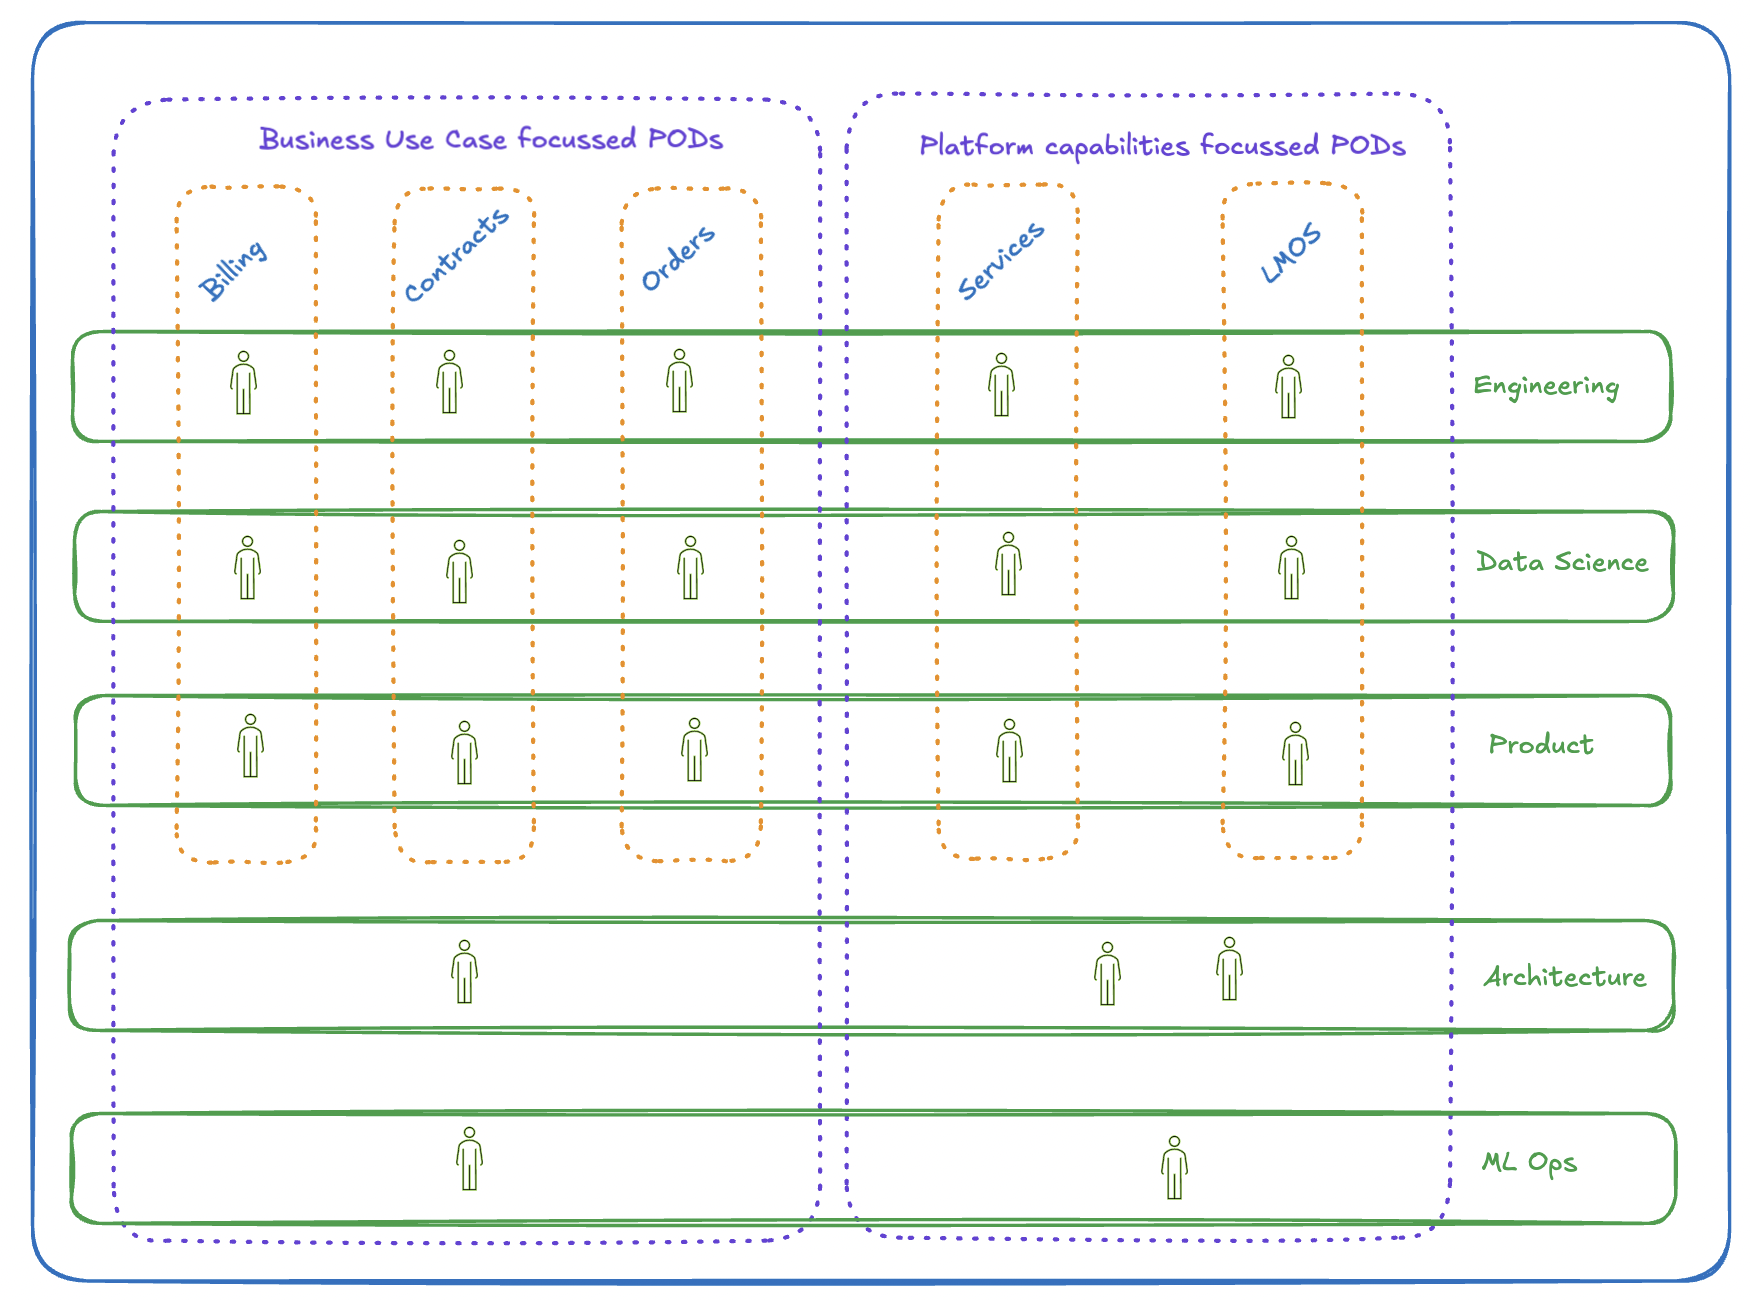 Business Use Case focussed PODs
Platform capabilities focussed PODs
Billing
Contracts
Orders
Services
LMOS
Engineering
Data Science
Product
Architecture
ML Ops